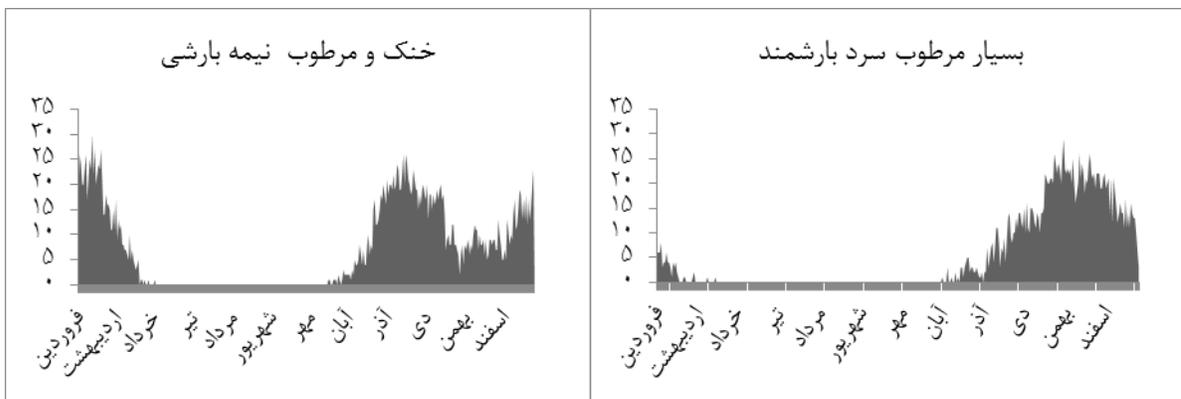 بسیار مرطوب سرد بارشمند
۳۵
۳۰
۲۵
۲۰
۱۵
۱۰
۵
۰
فروردین
اردیبهشت
خرداد
تیر
مرداد
شهریور
مهر
آبان
آذر
دی
بهمن
اسفند
خنک و مرطوب نیمه بارشی
۳۵
۳۰
۲۵
۲۰
۱۵
۱۰
۵
۰
فروردین
اردیبهشت
خرداد
تیر
مرداد
شهریور
مهر
آبان
آذر
دی
بهمن
اسفند